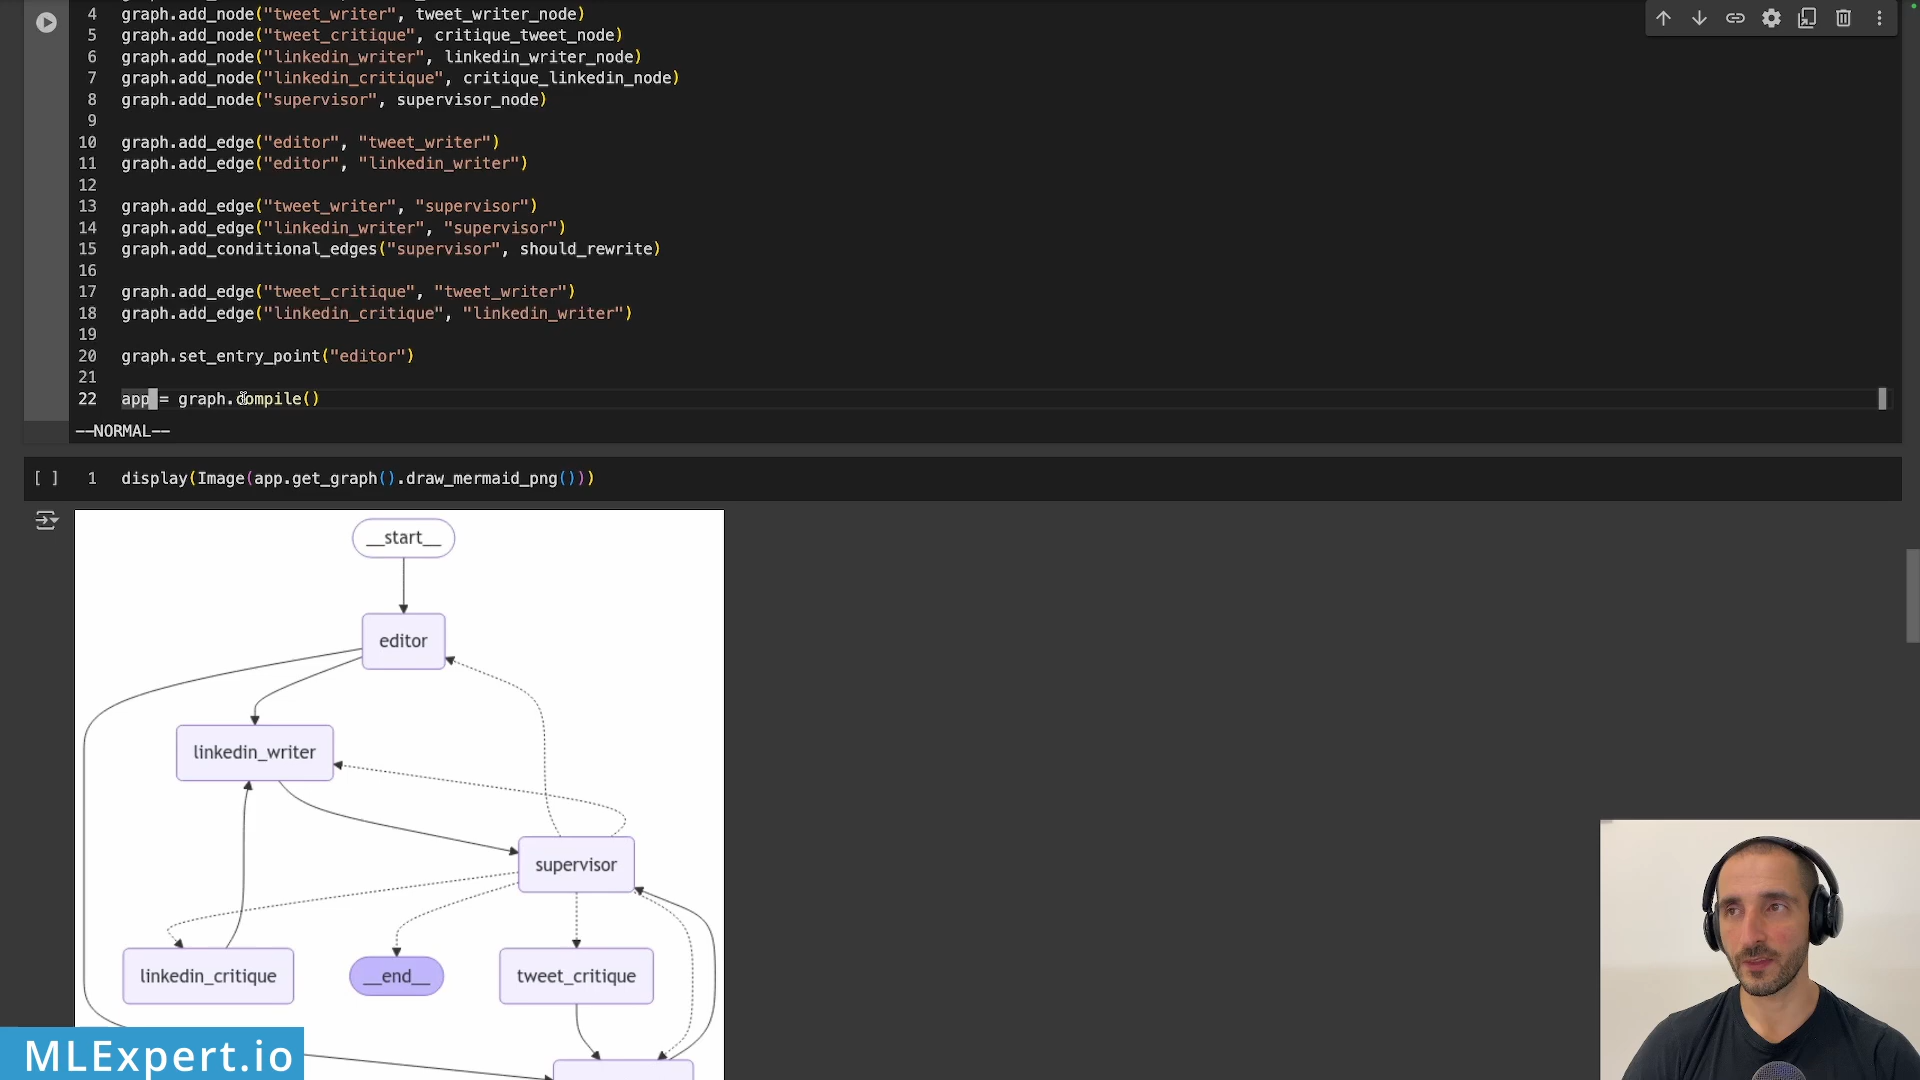 4 graph.add_node("tweet_writer", tweet_writer_node)
5 graph.add_node("tweet_critique", critique_tweet_node)
6 graph.add_node("linkedin_writer", linkedin_writer_node)
7 graph.add_node("linkedin_critique", critique_linkedin_node)
8 graph.add_node("supervisor", supervisor_node)
9
10 graph.add_edge("editor", "tweet_writer")
11 graph.add_edge("editor", "linkedin_writer")
12
13 graph.add_edge("tweet_writer", "supervisor")
14 graph.add_edge("linkedin_writer", "supervisor")
15 graph.add_conditional_edges("supervisor", should_rewrite)
16
17 graph.add_edge("tweet_critique", "tweet_writer")
18 graph.add_edge("linkedin_critique", "linkedin_writer")
19
20 graph.set_entry_point("editor")
21
22 app = graph.compile()
--NORMAL--
[ ] 1 display(Image(app.get_graph().draw_mermaid_png()))
__start__
editor
linkedin_writer
supervisor
linkedin_critique
__end__
tweet_critique
MLExpert.io